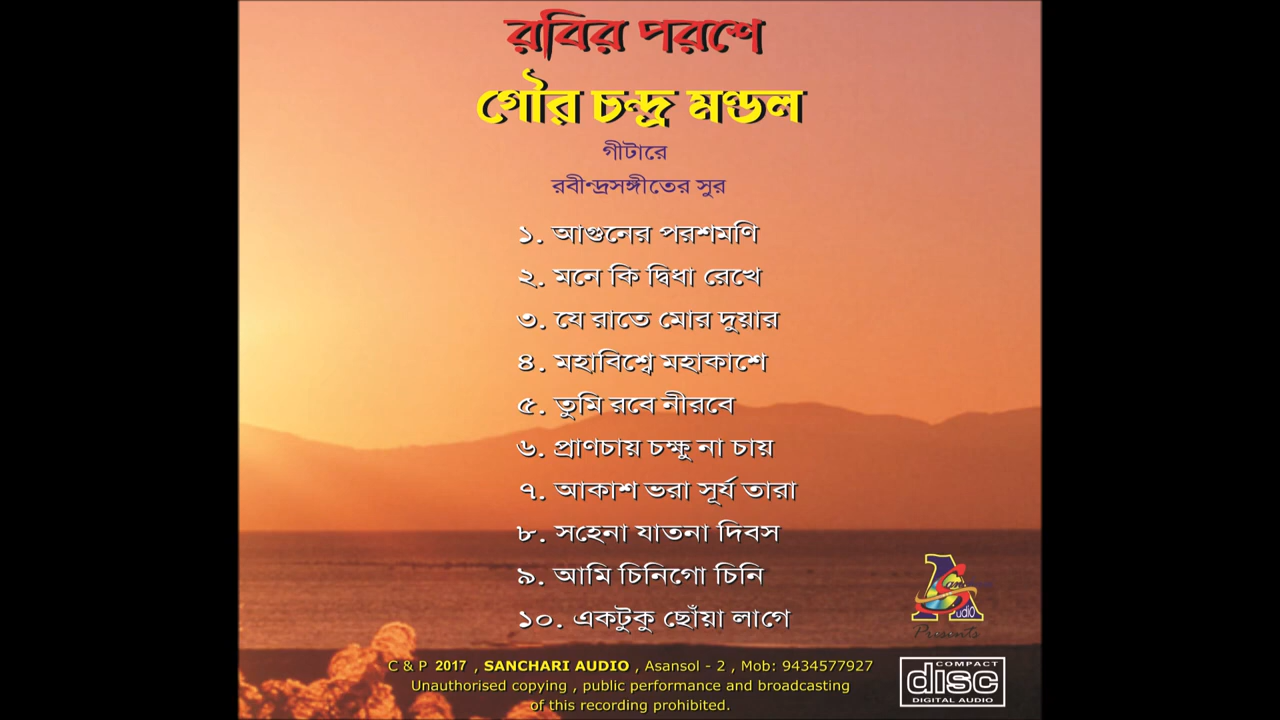 রবির পরশে
গৌর চন্দ্র মণ্ডল
গীটারে
রবীন্দ্রসঙ্গীতের সুর
১. আগুনের পরশমণি
২. মনে কি দ্বিধা রেখে
৩. যে রাতে মোর দুয়ার
৪. মহাবিশ্বে মহাকাশে
৫. তুমি রবে নীরবে
৬. প্রাণচায় চক্ষু না চায়
৭. আকাশ ভরা সূর্য তারা
৮. সহেনা যাতনা দিবস
৯. আমি চিনিগো চিনি
১০. একটুকু ছোঁয়া লাগে
Sanchari
Audio
Presents
C & P 2017 , SANCHARI AUDIO , Asansol - 2 , Mob: 9434577927
Unauthorised copying , public performance and broadcasting
of this recording prohibited.
COMPACT
disc
DIGITAL AUDIO